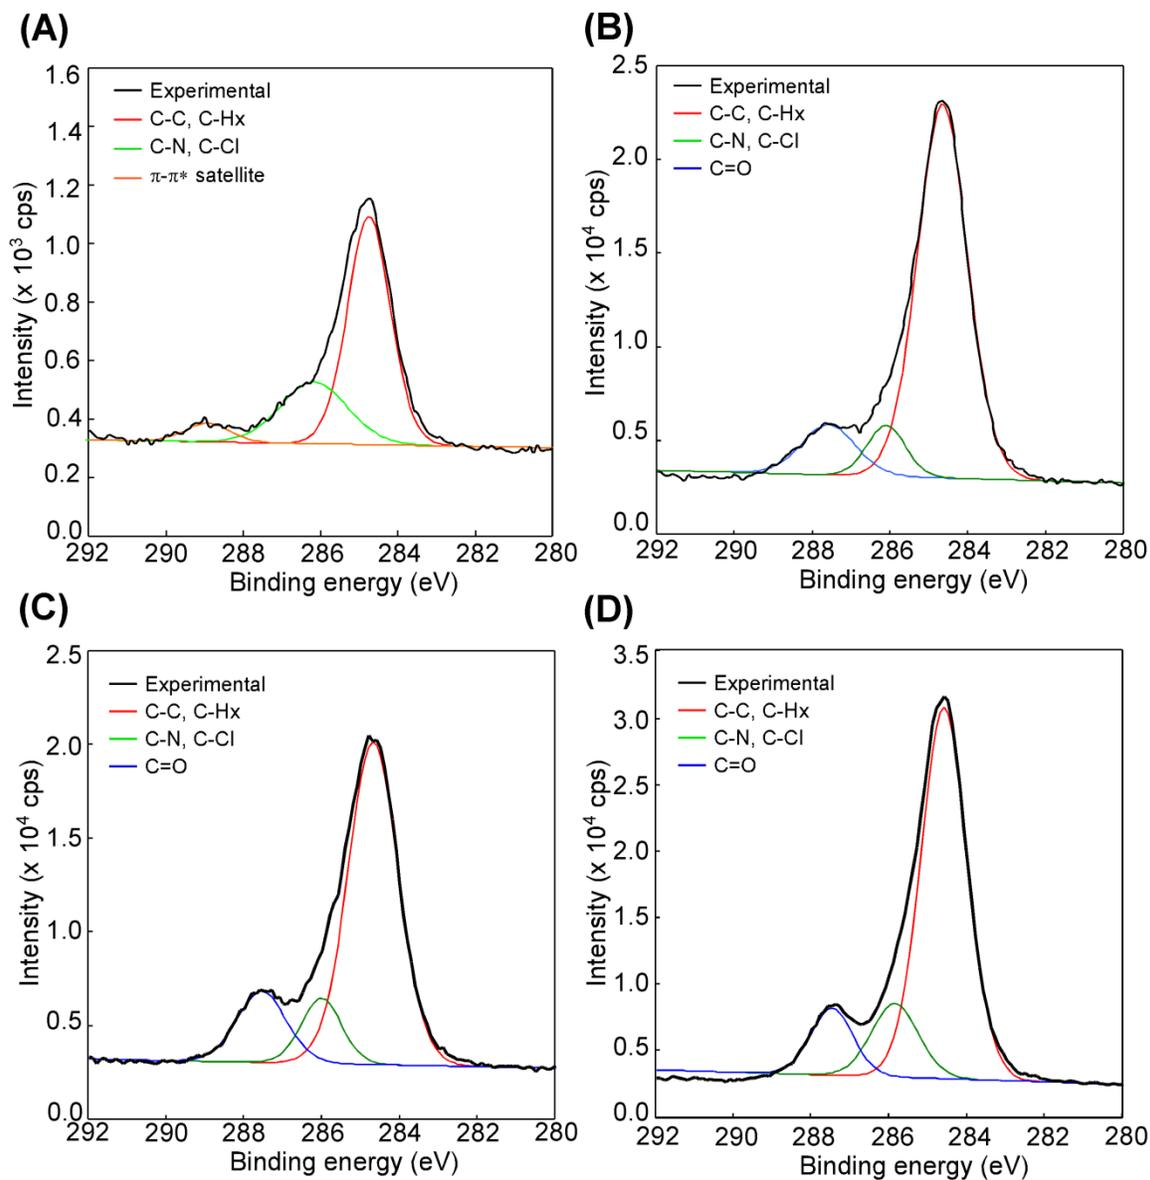 (A)
1.6
1.4
1.2
1.0
0.8
0.6
0.4
0.2
0.0
Intensity (x 10³ cps)
Experimental
C-C, C-Hx
C-N, C-Cl
π-π* satellite
292 290 288 286 284 282 280
Binding energy (eV)
(B)
2.5
2.0
1.5
1.0
0.5
0.0
Intensity (x 10⁴ cps)
Experimental
C-C, C-Hx
C-N, C-Cl
C=O
292 290 288 286 284 282 280
Binding energy (eV)
(C)
2.5
2.0
1.5
1.0
0.5
0.0
Intensity (x 10⁴ cps)
Experimental
C-C, C-Hx
C-N, C-Cl
C=O
292 290 288 286 284 282 280
Binding energy (eV)
(D)
3.5
3.0
2.5
2.0
1.5
1.0
0.5
0.0
Intensity (x 10⁴ cps)
Experimental
C-C, C-Hx
C-N, C-Cl
C=O
292 290 288 286 284 282 280
Binding energy (eV)